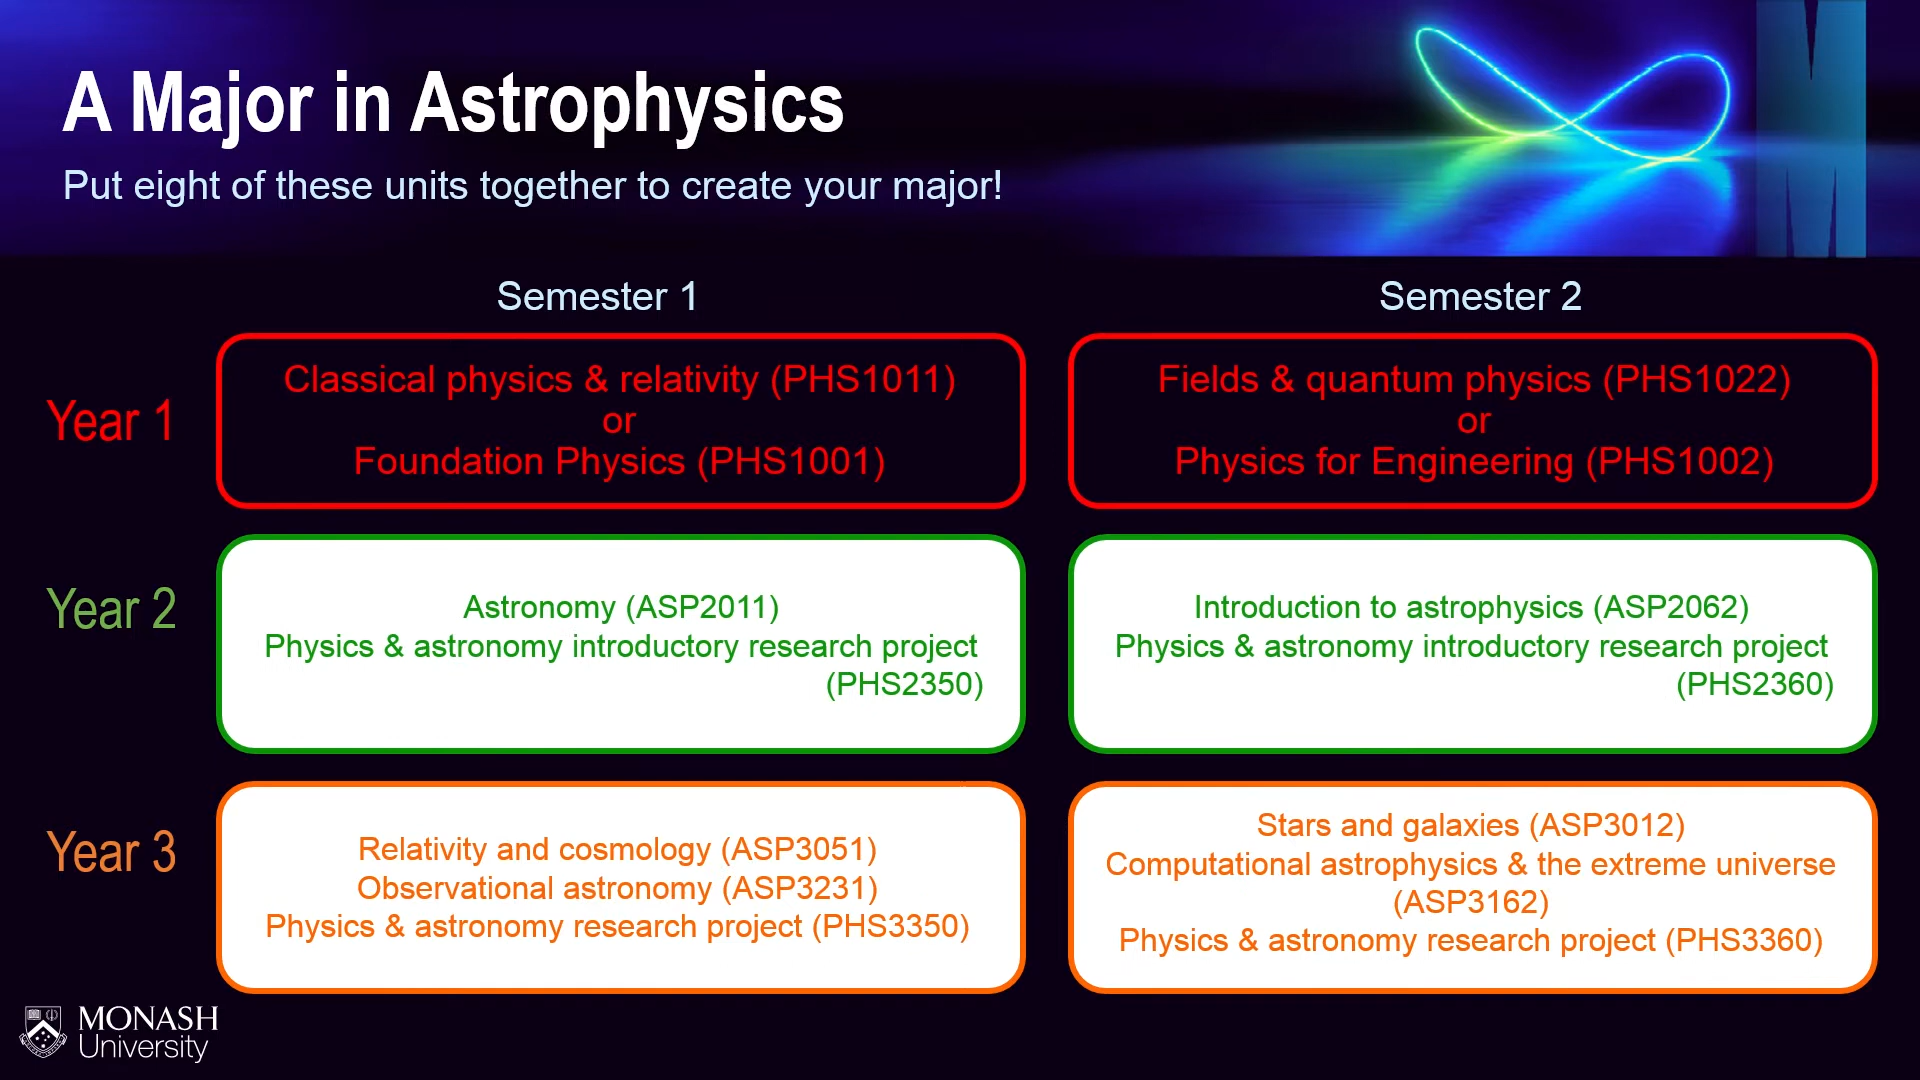 A Major in Astrophysics
Put eight of these units together to create your major!
Semester 1
Semester 2
Year 1
Classical physics & relativity (PHS1011)
or
Foundation Physics (PHS1001)
Fields & quantum physics (PHS1022)
or
Physics for Engineering (PHS1002)
Year 2
Astronomy (ASP2011)
Physics & astronomy introductory research project
(PHS2350)
Introduction to astrophysics (ASP2062)
Physics & astronomy introductory research project
(PHS2360)
Year 3
Relativity and cosmology (ASP3051)
Observational astronomy (ASP3231)
Physics & astronomy research project (PHS3350)
Stars and galaxies (ASP3012)
Computational astrophysics & the extreme universe
(ASP3162)
Physics & astronomy research project (PHS3360)
MONASH
University